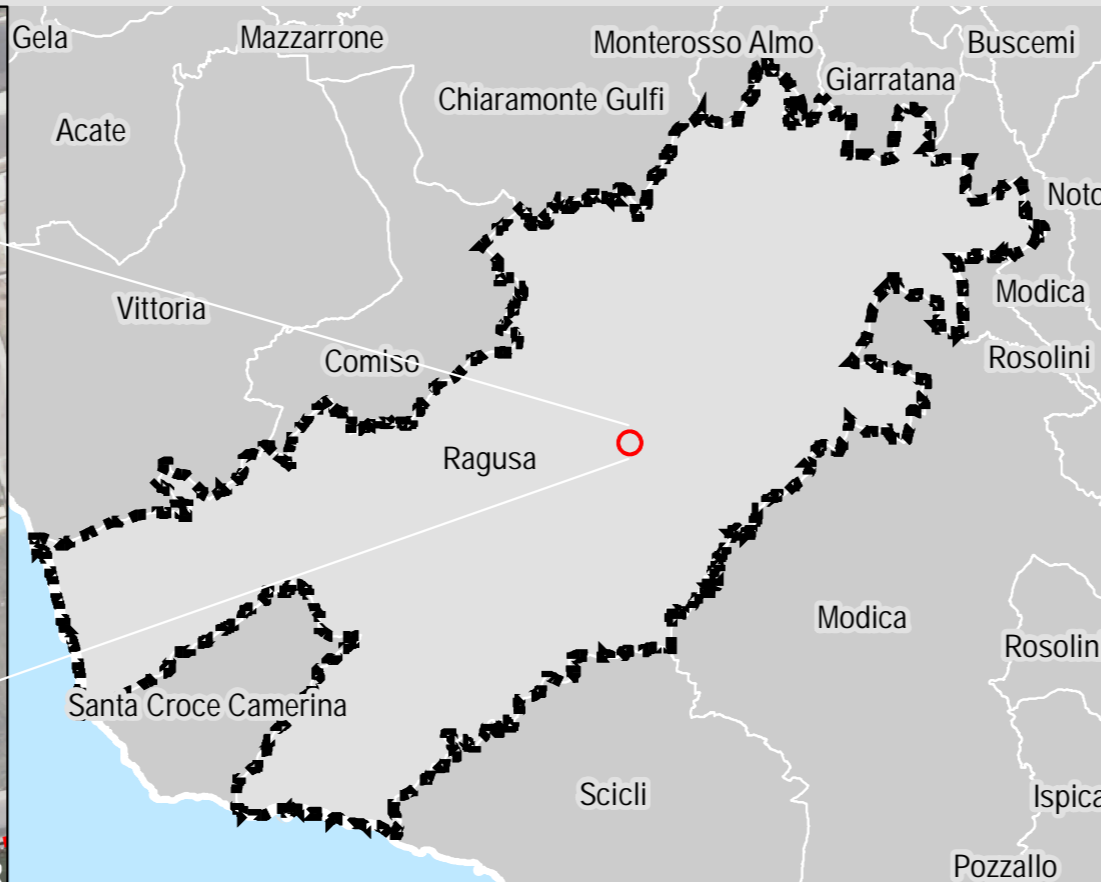 Gela
Mazzarrone
Monterosso Almo
Buscemi
Giarratana
Chiaramonte Gulfi
Acate
Noto
Modica
Vittoria
Rosolini
Comiso
Ragusa
Modica
Rosolin
Santa Croce Camerina
Scicli
Ispica
Pozzallo